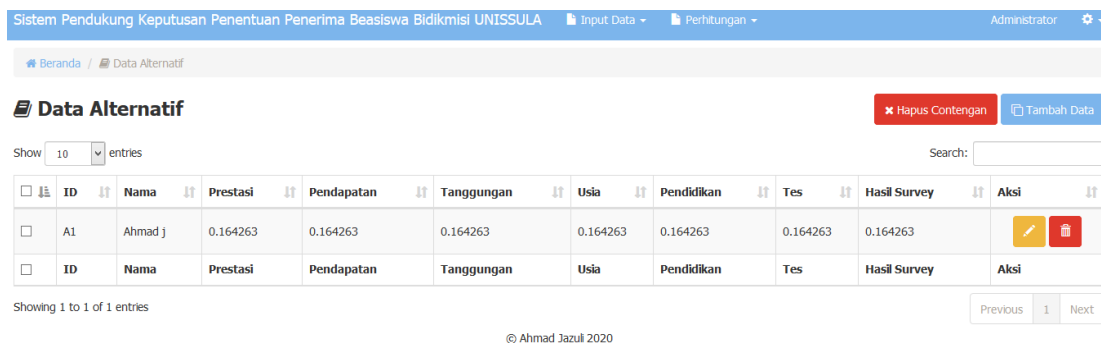 Sistem Pendukung Keputusan Penentuan Penerima Beasiswa Bidikmisi UNISSULA Input Data Perhitungan Administrator
Beranda / Data Alternatif
Data Alternatif
Hapus Contengan Tambah Data
Show 10 entries Search:
ID Nama Prestasi Pendapatan Tanggungan Usia Pendidikan Tes Hasil Survey Aksi
A1 Ahmad j 0.164263 0.164263 0.164263 0.164263 0.164263 0.164263 0.164263
ID Nama Prestasi Pendapatan Tanggungan Usia Pendidikan Tes Hasil Survey Aksi
Showing 1 to 1 of 1 entries Previous 1 Next
© Ahmad Jazuli 2020